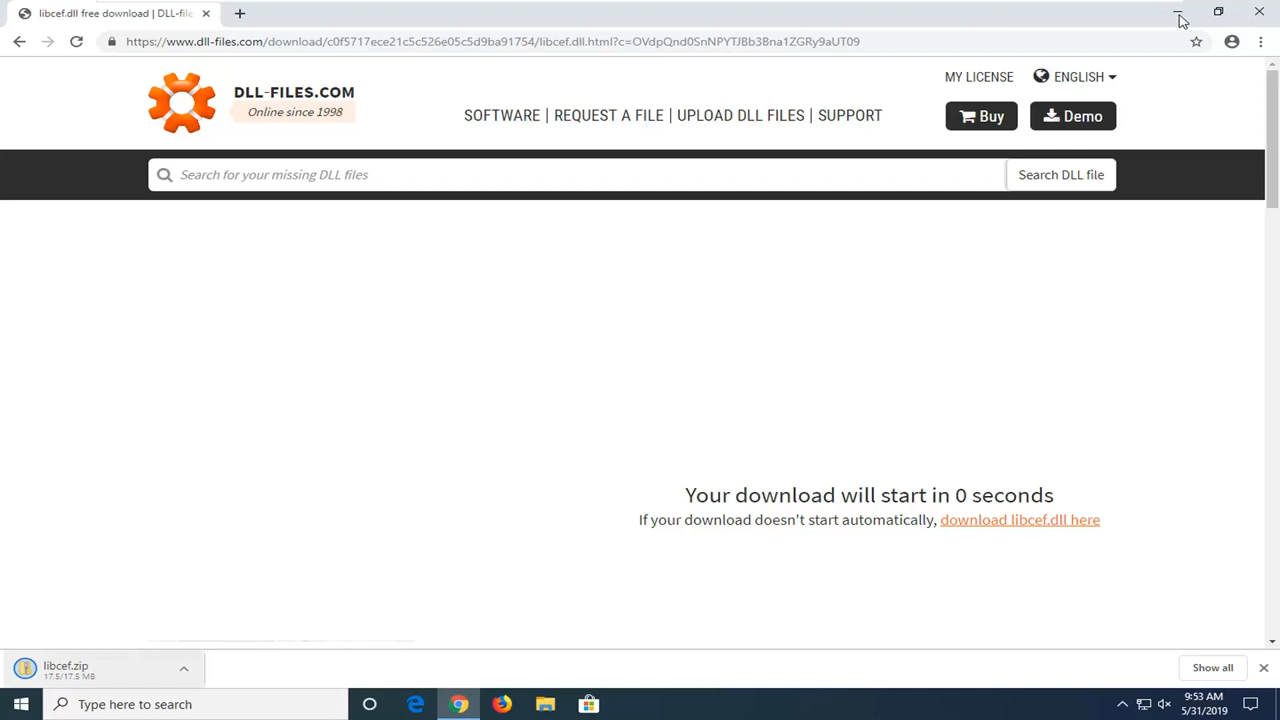 libcef.dll free download | DLL-file
https://www.dll-files.com/download/c0f5717ece21c5c526e05c5d9ba91754/libcef.dll.html?c=OVdpQnd0SnNPYTJBb3Bna1ZGRy9aUT09
DLL-FILES.COM
Online since 1998
MY LICENSE ENGLISH
SOFTWARE | REQUEST A FILE | UPLOAD DLL FILES | SUPPORT
Buy Demo
Search for your missing DLL files Search DLL file
Your download will start in 0 seconds
If your download doesn't start automatically, download libcef.dll here
libcef.zip
17.5/17.5 MB
Show all
Type here to search
9:53 AM
5/31/2019